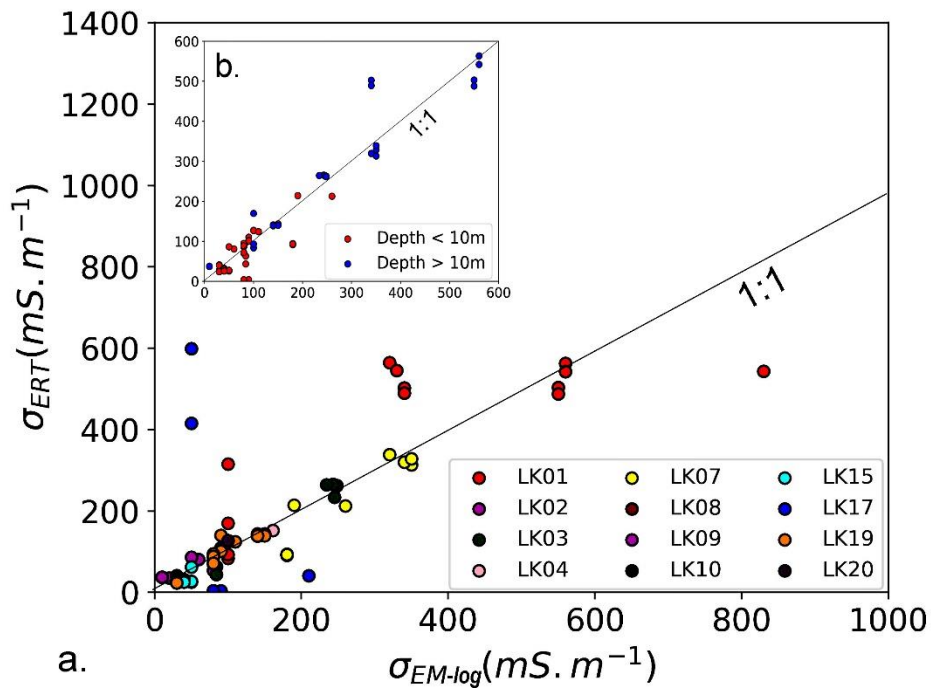 1400
1200
1000
800
600
400
200
0
σERT(mS.m⁻¹)
b.
600
500
400
300
200
100
0
1:1
Depth < 10m
Depth > 10m
0 100 200 300 400 500 600
1:1
LK01 LK07 LK15
LK02 LK08 LK17
LK03 LK09 LK19
LK04 LK10 LK20
0 200 400 600 800 1000
a.
σEM-log(mS.m⁻¹)